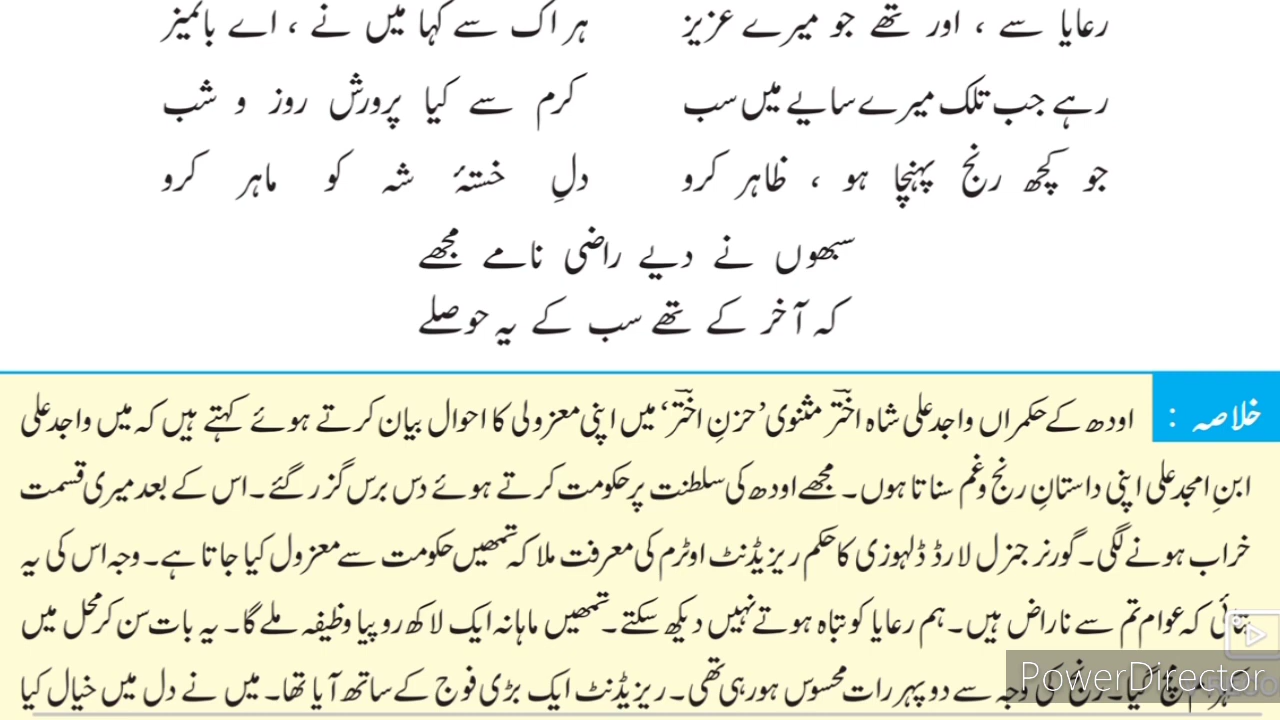 رعایا سے ، اور تھے جو میرے عزیز ہر اک سے کہا میں نے ، اے باتمیز
رہے جب تلک میرے سایے میں سب کرم سے کیا پرورش روز و شب
جو کچھ رنج پہنچا ہو ، ظاہر کرو دلِ خستۂ شہ کو ماہر کرو
سبھوں نے دیے راضی نامے مجھے
کہ آخر کے تھے سب کے یہ حوصلے
خلاصہ : اودھ کے حکمراں واجد علی شاہ اختؔر مثنوی ’حزنِ اختؔر‘ میں اپنی معزولی کا احوال بیان کرتے ہوئے کہتے ہیں کہ میں واجد علی
ابنِ امجد علی اپنی داستانِ رنج و غم سناتا ہوں۔ مجھے اودھ کی سلطنت پر حکومت کرتے ہوئے دس برس گزر گئے۔ اس کے بعد میری قسمت
خراب ہونے لگی۔ گورنر جنرل لارڈ ڈلہوزی کا حکم ریزیڈنٹ اوٹرم کی معرفت ملا کہ تمھیں حکومت سے معزول کیا جاتا ہے۔ وجہ اس کی یہ
بتائی کہ عوام تم سے ناراض ہیں۔ ہم رعایا کو تباہ ہوتے نہیں دیکھ سکتے۔ تمھیں ماہانہ ایک لاکھ روپیا وظیفہ ملے گا۔ یہ بات سن کر محل میں
مچ گیا۔ رنج کی وجہ سے دو پہر رات محسوس ہو رہی تھی۔ ریزیڈنٹ ایک بڑی فوج کے ساتھ آیا تھا۔ میں نے دل میں خیال کیا
PowerDirector